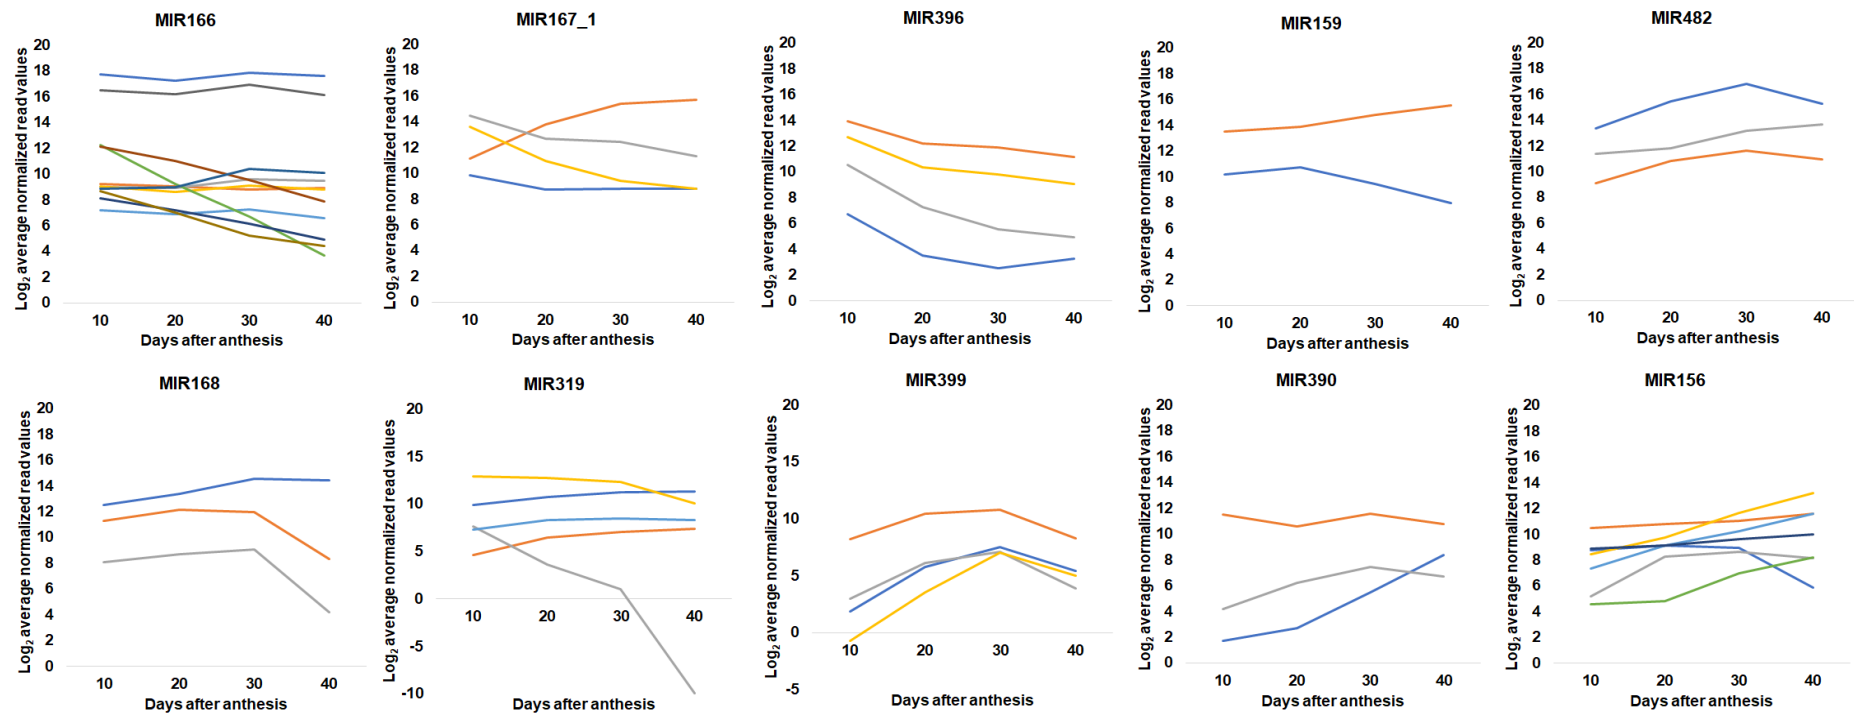 MIR166
Log2 average normalized read values
20
18
16
14
12
10
8
6
4
2
0
10 20 30 40
Days after anthesis
MIR167_1
Log2 average normalized read values
20
18
16
14
12
10
8
6
4
2
0
10 20 30 40
Days after anthesis
MIR396
Log2 average normalized read values
20
18
16
14
12
10
8
6
4
2
0
10 20 30 40
Days after anthesis
MIR159
Log2 average normalized read values
20
18
16
14
12
10
8
6
4
2
0
10 20 30 40
Days after anthesis
MIR482
Log2 average normalized read values
20
18
16
14
12
10
8
6
4
2
0
10 20 30 40
Days after anthesis
MIR168
Log2 average normalized read values
20
18
16
14
12
10
8
6
4
2
0
10 20 30 40
Days after anthesis
MIR319
Log2 average normalized read values
20
15
10
5
0
-5
-10
10 20 30 40
Days after anthesis
MIR399
Log2 average normalized read values
20
15
10
5
0
-5
10 20 30 40
Days after anthesis
MIR390
Log2 average normalized read values
20
18
16
14
12
10
8
6
4
2
0
10 20 30 40
Days after anthesis
MIR156
Log2 average normalized read values
20
18
16
14
12
10
8
6
4
2
0
10 20 30 40
Days after anthesis